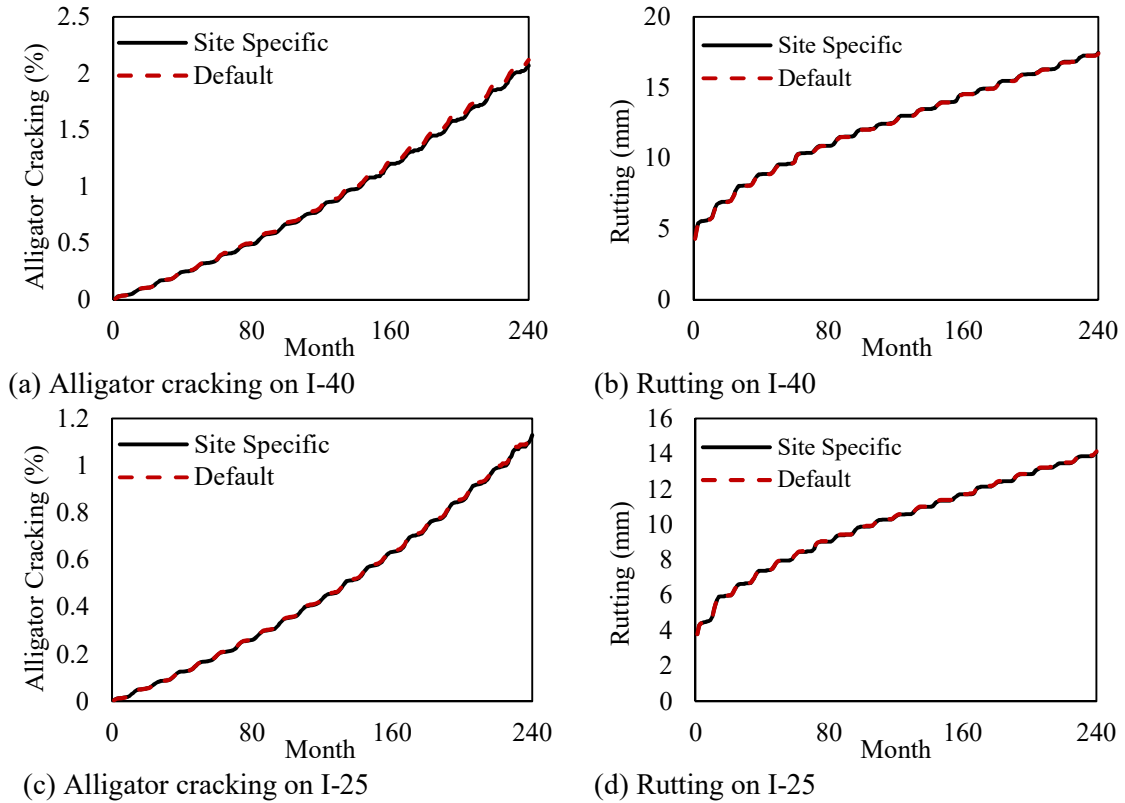 2.5
2
1.5
1
0.5
0
Alligator Cracking (%)
Site Specific
Default
0 80 160 240
Month
(a) Alligator cracking on I-40
20
15
10
5
0
Rutting (mm)
Site Specific
Default
0 80 160 240
Month
(b) Rutting on I-40
1.2
1
0.8
0.6
0.4
0.2
0
Alligator Cracking (%)
Site Specific
Default
0 80 160 240
Month
(c) Alligator cracking on I-25
16
14
12
10
8
6
4
2
0
Rutting (mm)
Site Specific
Default
0 80 160 240
Month
(d) Rutting on I-25